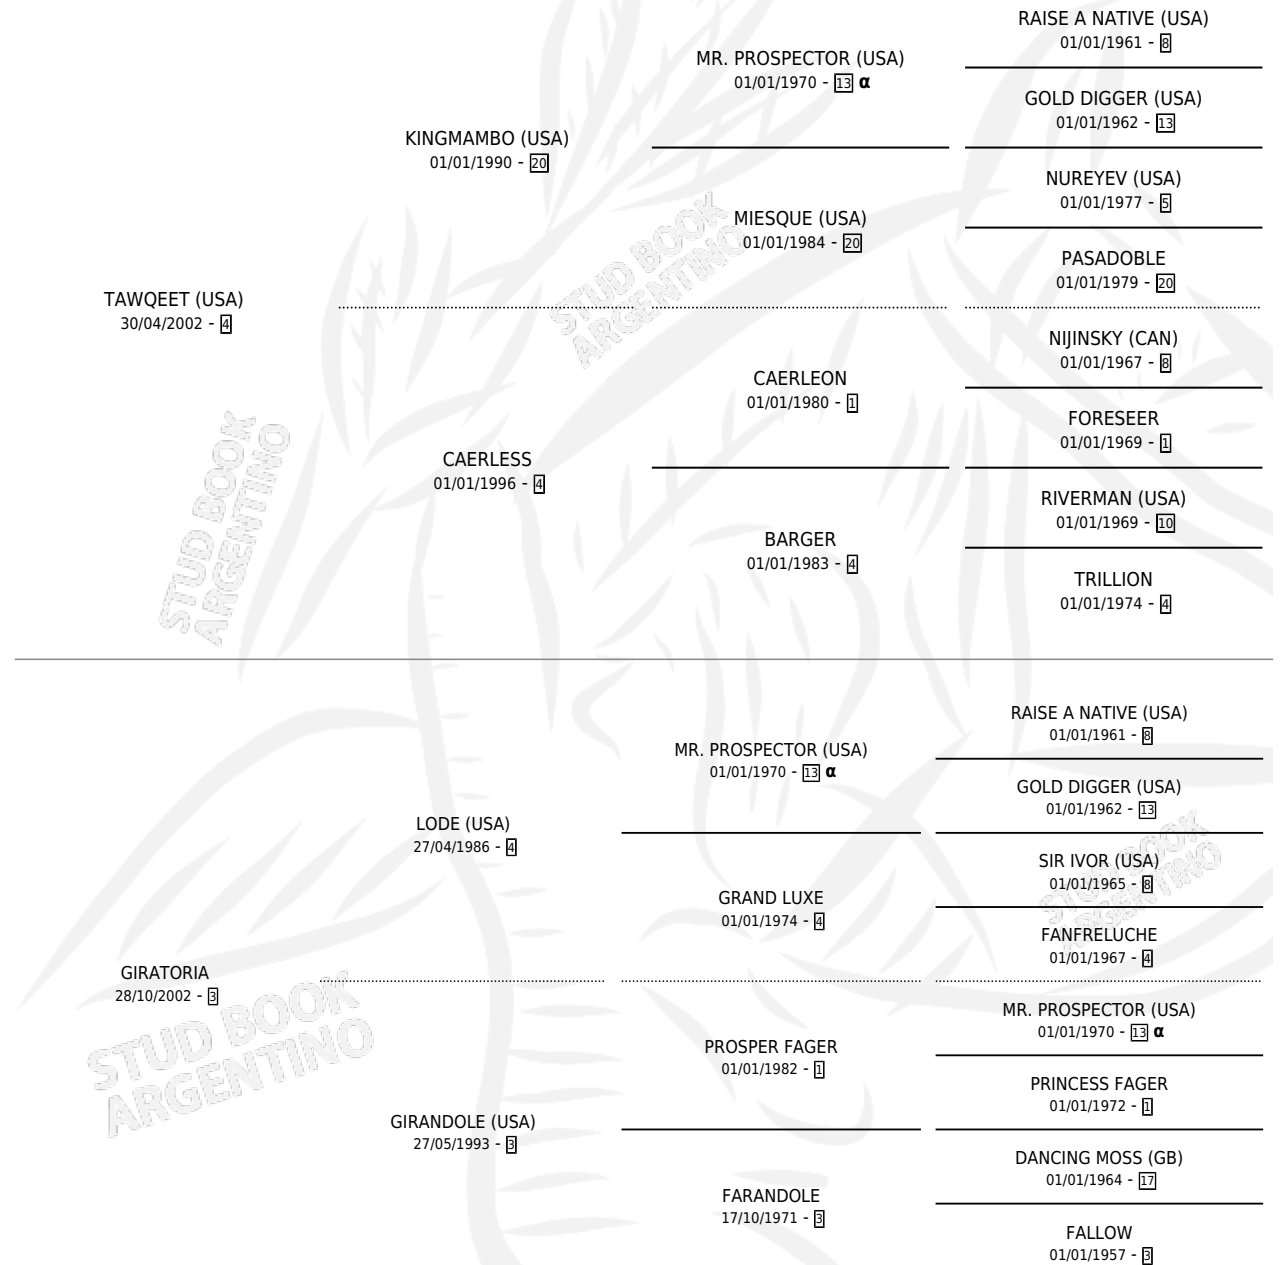 RAISE A NATIVE (USA)
01/01/1961 - 8
MR. PROSPECTOR (USA)
01/01/1970 - 13 α
GOLD DIGGER (USA)
01/01/1962 - 13
KINGMAMBO (USA)
01/01/1990 - 20
NUREYEV (USA)
01/01/1977 - 5
MIESQUE (USA)
01/01/1984 - 20
PASADOBLE
01/01/1979 - 20
STUD BOOK
ARGENTINO
TAWQEET (USA)
30/04/2002 - 4
NIJINSKY (CAN)
01/01/1967 - 8
CAERLEON
01/01/1980 - 1
FORESEER
01/01/1969 - 1
CAERLESS
01/01/1996 - 4
RIVERMAN (USA)
01/01/1969 - 10
BARGER
01/01/1983 - 4
TRILLION
01/01/1974 - 4
STUD BOOK
ARGENTINO
RAISE A NATIVE (USA)
01/01/1961 - 8
MR. PROSPECTOR (USA)
01/01/1970 - 13 α
GOLD DIGGER (USA)
01/01/1962 - 13
LODE (USA)
27/04/1986 - 4
SIR IVOR (USA)
01/01/1965 - 8
GRAND LUXE
01/01/1974 - 4
FANFRELUCHE
01/01/1967 - 4
STUD BOOK
ARGENTINO
GIRATORIA
28/10/2002 - 3
MR. PROSPECTOR (USA)
01/01/1970 - 13 α
PROSPER FAGER
01/01/1982 - 1
PRINCESS FAGER
01/01/1972 - 1
GIRANDOLE (USA)
27/05/1993 - 3
DANCING MOSS (GB)
01/01/1964 - 17
FARANDOLE
17/10/1971 - 3
FALLOW
01/01/1957 - 3
STUD BOOK
ARGENTINO